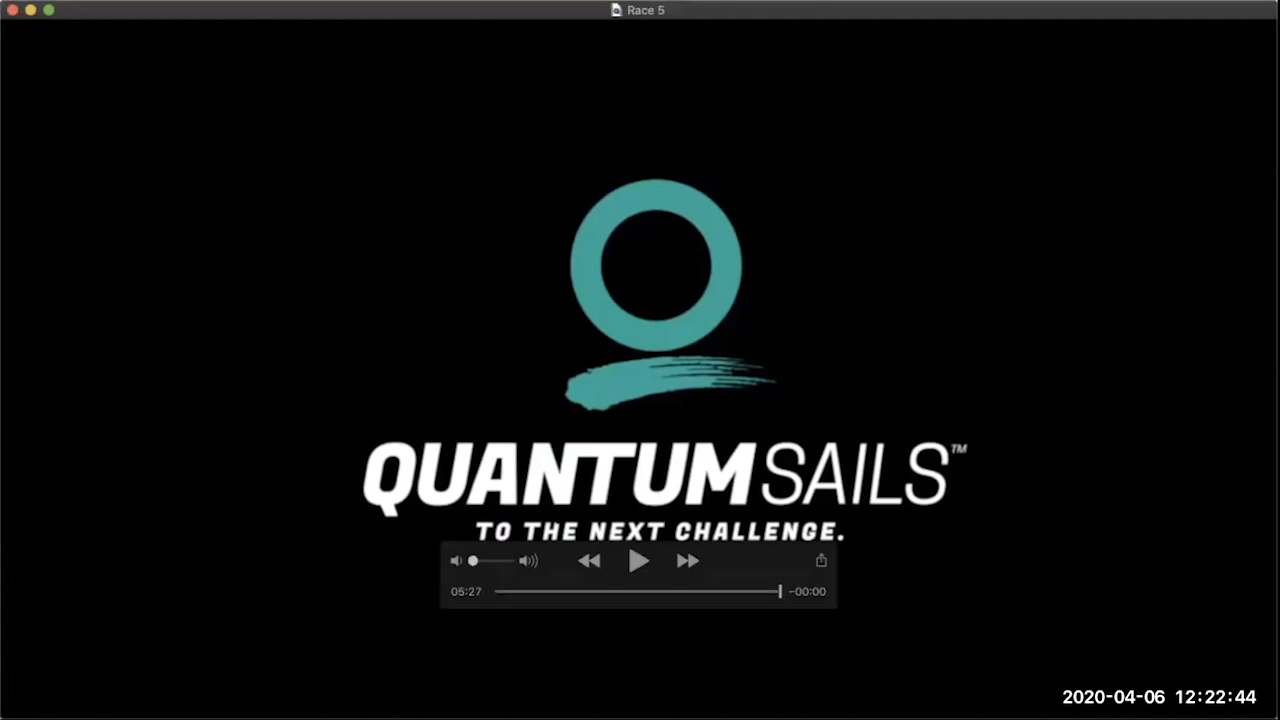 Race 5
QUANTUMSAILS™
TO THE NEXT CHALLENGE.
05:27
-00:00
2020-04-06 12:22:44